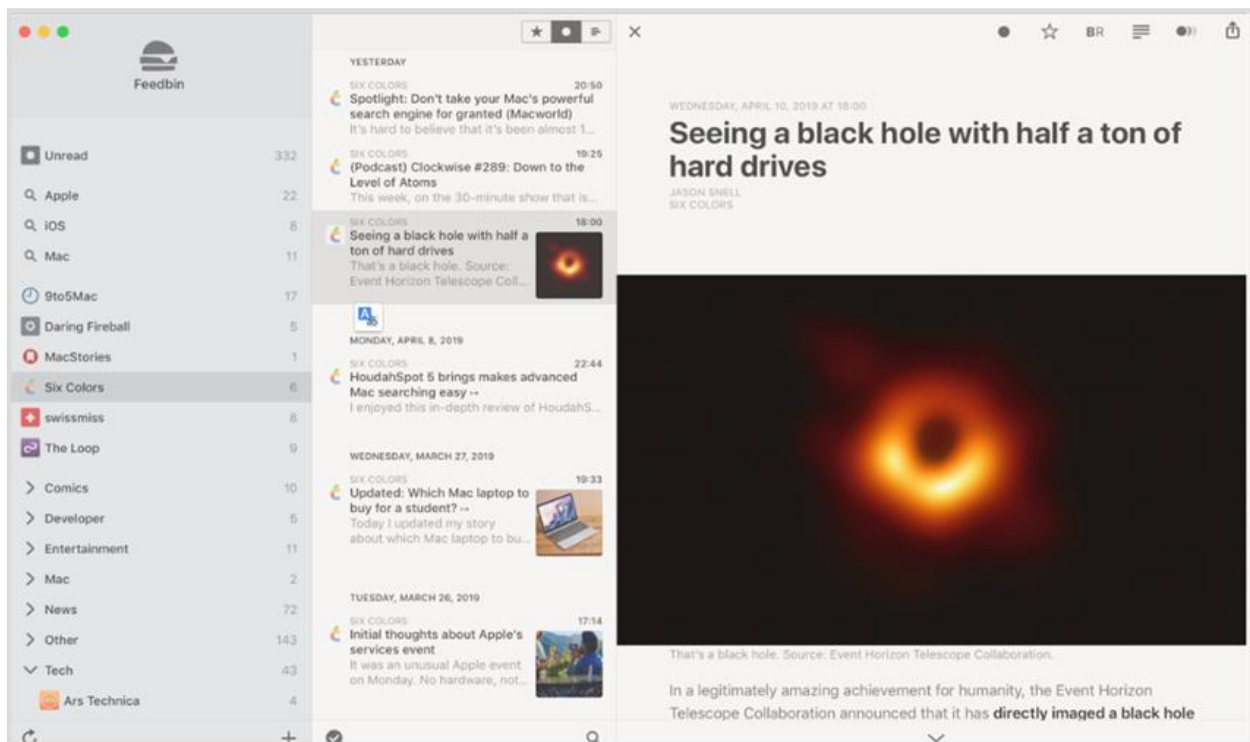 Feedbin
Unread 332
Apple 22
iOS 8
Mac 11
9to5Mac 17
Daring Fireball 5
MacStories 1
Six Colors 6
swissmiss 8
The Loop 9
Comics 10
Developer 5
Entertainment 11
Mac 2
News 72
Other 143
Tech 43
Ars Technica 4
YESTERDAY
SIX COLORS 20:50
Spotlight: Don't take your Mac's powerful
search engine for granted (Macworld)
It's hard to believe that it's been almost 1...
SIX COLORS 19:25
(Podcast) Clockwise #289: Down to the
Level of Atoms
This week, on the 30-minute show that is...
SIX COLORS 18:00
Seeing a black hole with half a
ton of hard drives
That's a black hole. Source:
Event Horizon Telescope Coll...
MONDAY, APRIL 8, 2019
SIX COLORS 22:44
HoudahSpot 5 brings makes advanced
Mac searching easy ↦
I enjoyed this in-depth review of HoudahS...
WEDNESDAY, MARCH 27, 2019
SIX COLORS 19:33
Updated: Which Mac laptop to
buy for a student? ↦
Today I updated my story
about which Mac laptop to bu...
TUESDAY, MARCH 26, 2019
SIX COLORS 17:14
Initial thoughts about Apple's
services event
It was an unusual Apple event
on Monday. No hardware, not...
BR
WEDNESDAY, APRIL 10, 2019 AT 18:00
Seeing a black hole with half a ton of
hard drives
JASON SNELL
SIX COLORS
That's a black hole. Source: Event Horizon Telescope Collaboration.
In a legitimately amazing achievement for humanity, the Event Horizon
Telescope Collaboration announced that it has directly imaged a black hole